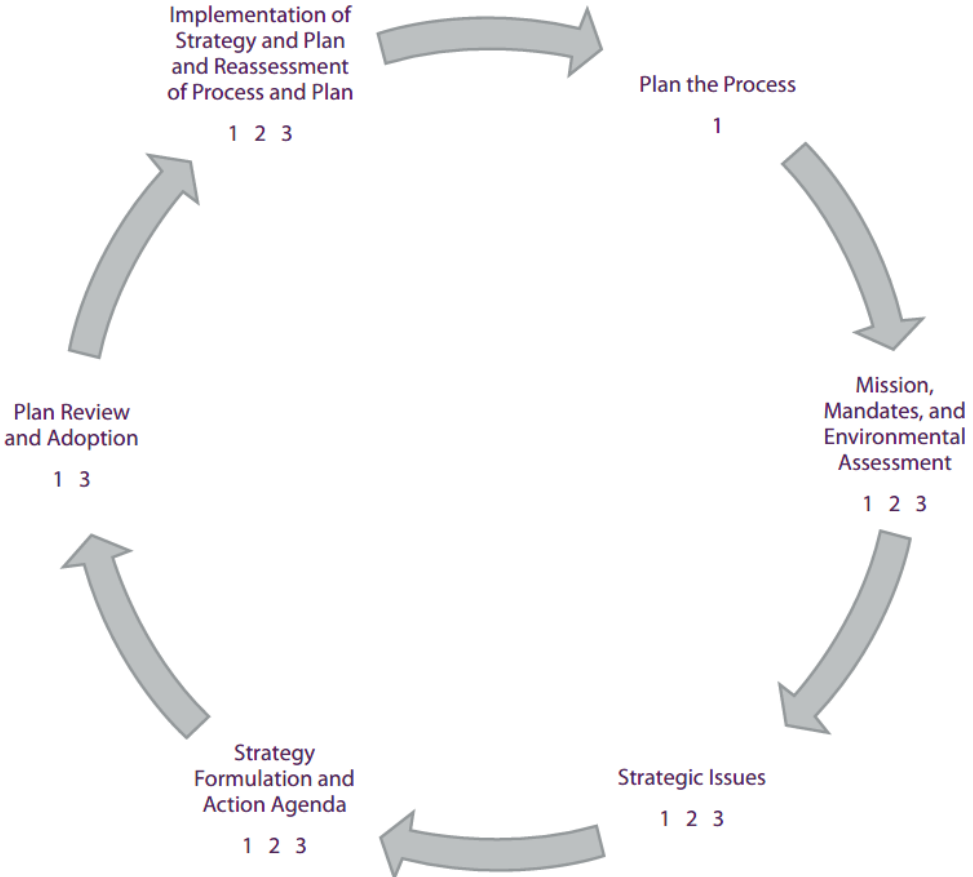 Implementation of
Strategy and Plan
and Reassessment
of Process and Plan
1 2 3
Plan the Process
1
Mission,
Mandates, and
Environmental
Assessment
1 2 3
Strategic Issues
1 2 3
Strategy
Formulation and
Action Agenda
1 2 3
Plan Review
and Adoption
1 3